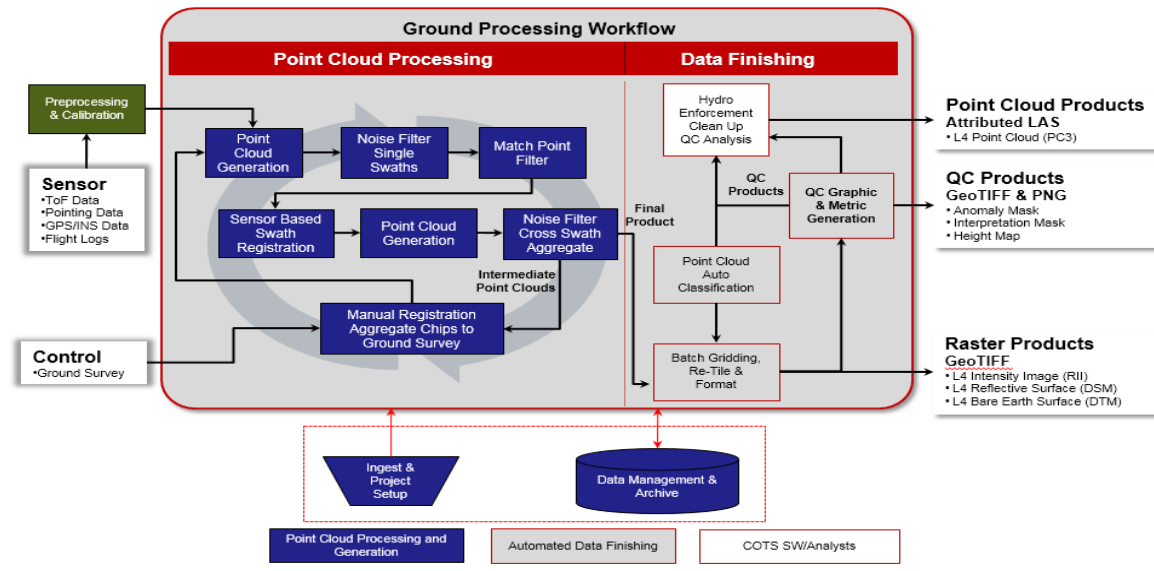 Ground Processing Workflow
Point Cloud Processing
Data Finishing
Preprocessing
& Calibration
Sensor
•ToF Data
•Pointing Data
•GPS/INS Data
•Flight Logs
Control
•Ground Survey
Point
Cloud
Generation
Noise Filter
Single
Swaths
Match Point
Filter
Sensor Based
Swath
Registration
Point Cloud
Generation
Noise Filter
Cross Swath
Aggregate
Intermediate
Point Clouds
Manual Registration
Aggregate Chips to
Ground Survey
Final
Product
Hydro
Enforcement
Clean Up
QC Analysis
QC
Products
QC Graphic
& Metric
Generation
Point Cloud
Auto
Classification
Batch Gridding,
Re-Tile &
Format
Point Cloud Products
Attributed LAS
• L4 Point Cloud (PC3)
QC Products
GeoTIFF & PNG
• Anomaly Mask
• Interpretation Mask
• Height Map
Raster Products
GeoTIFF
• L4 Intensity Image (RII)
• L4 Reflective Surface (DSM)
• L4 Bare Earth Surface (DTM)
Ingest &
Project
Setup
Data Management &
Archive
Point Cloud Processing and
Generation
Automated Data Finishing
COTS SW/Analysts